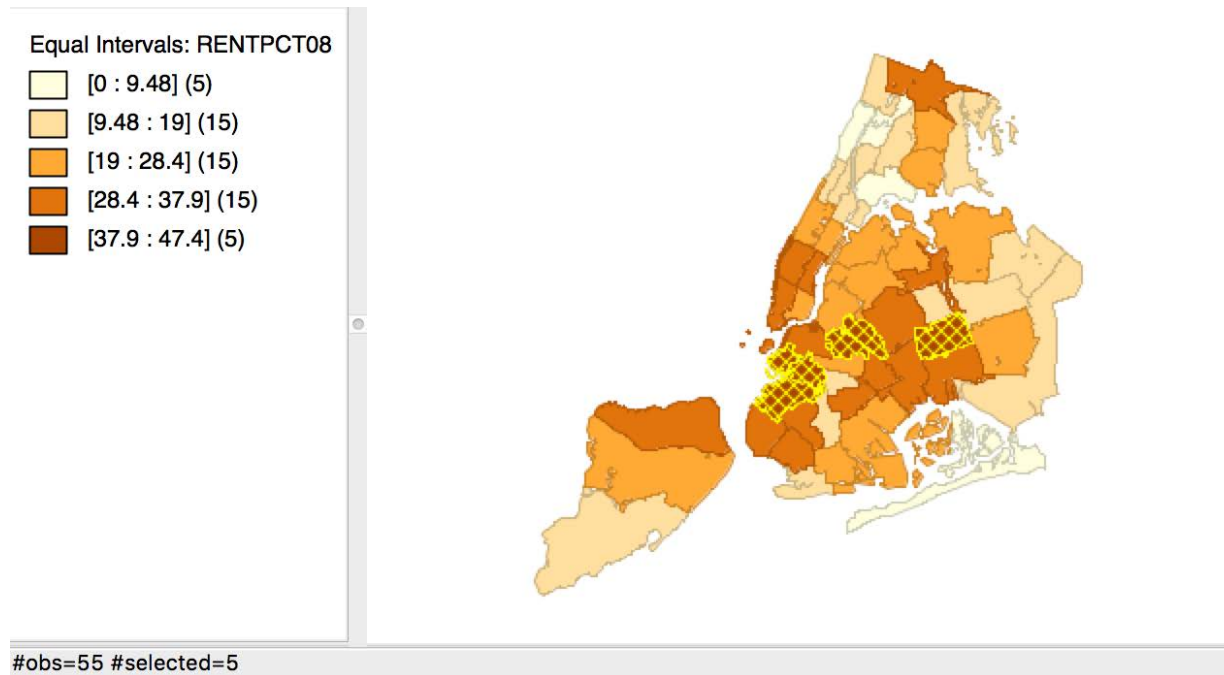 Equal Intervals: RENTPCT08
[0 : 9.48] (5)
[9.48 : 19] (15)
[19 : 28.4] (15)
[28.4 : 37.9] (15)
[37.9 : 47.4] (5)
#obs=55 #selected=5